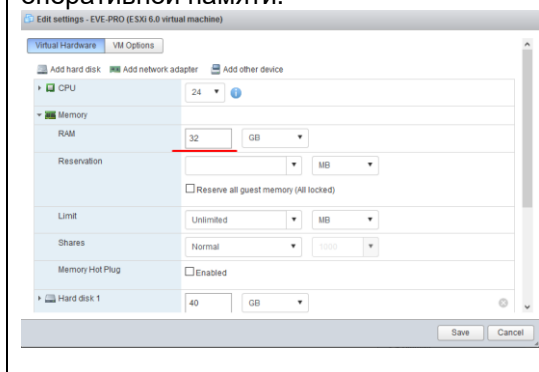 оперативной памяти.
Edit settings - EVE-PRO (ESXi 6.0 virtual machine)
Virtual Hardware VM Options
Add hard disk Add network adapter Add other device
CPU 24
Memory
RAM 32 GB
Reservation MB
Reserve all guest memory (All locked)
Limit Unlimited MB
Shares Normal 1000
Memory Hot Plug Enabled
Hard disk 1 40 GB
Save Cancel